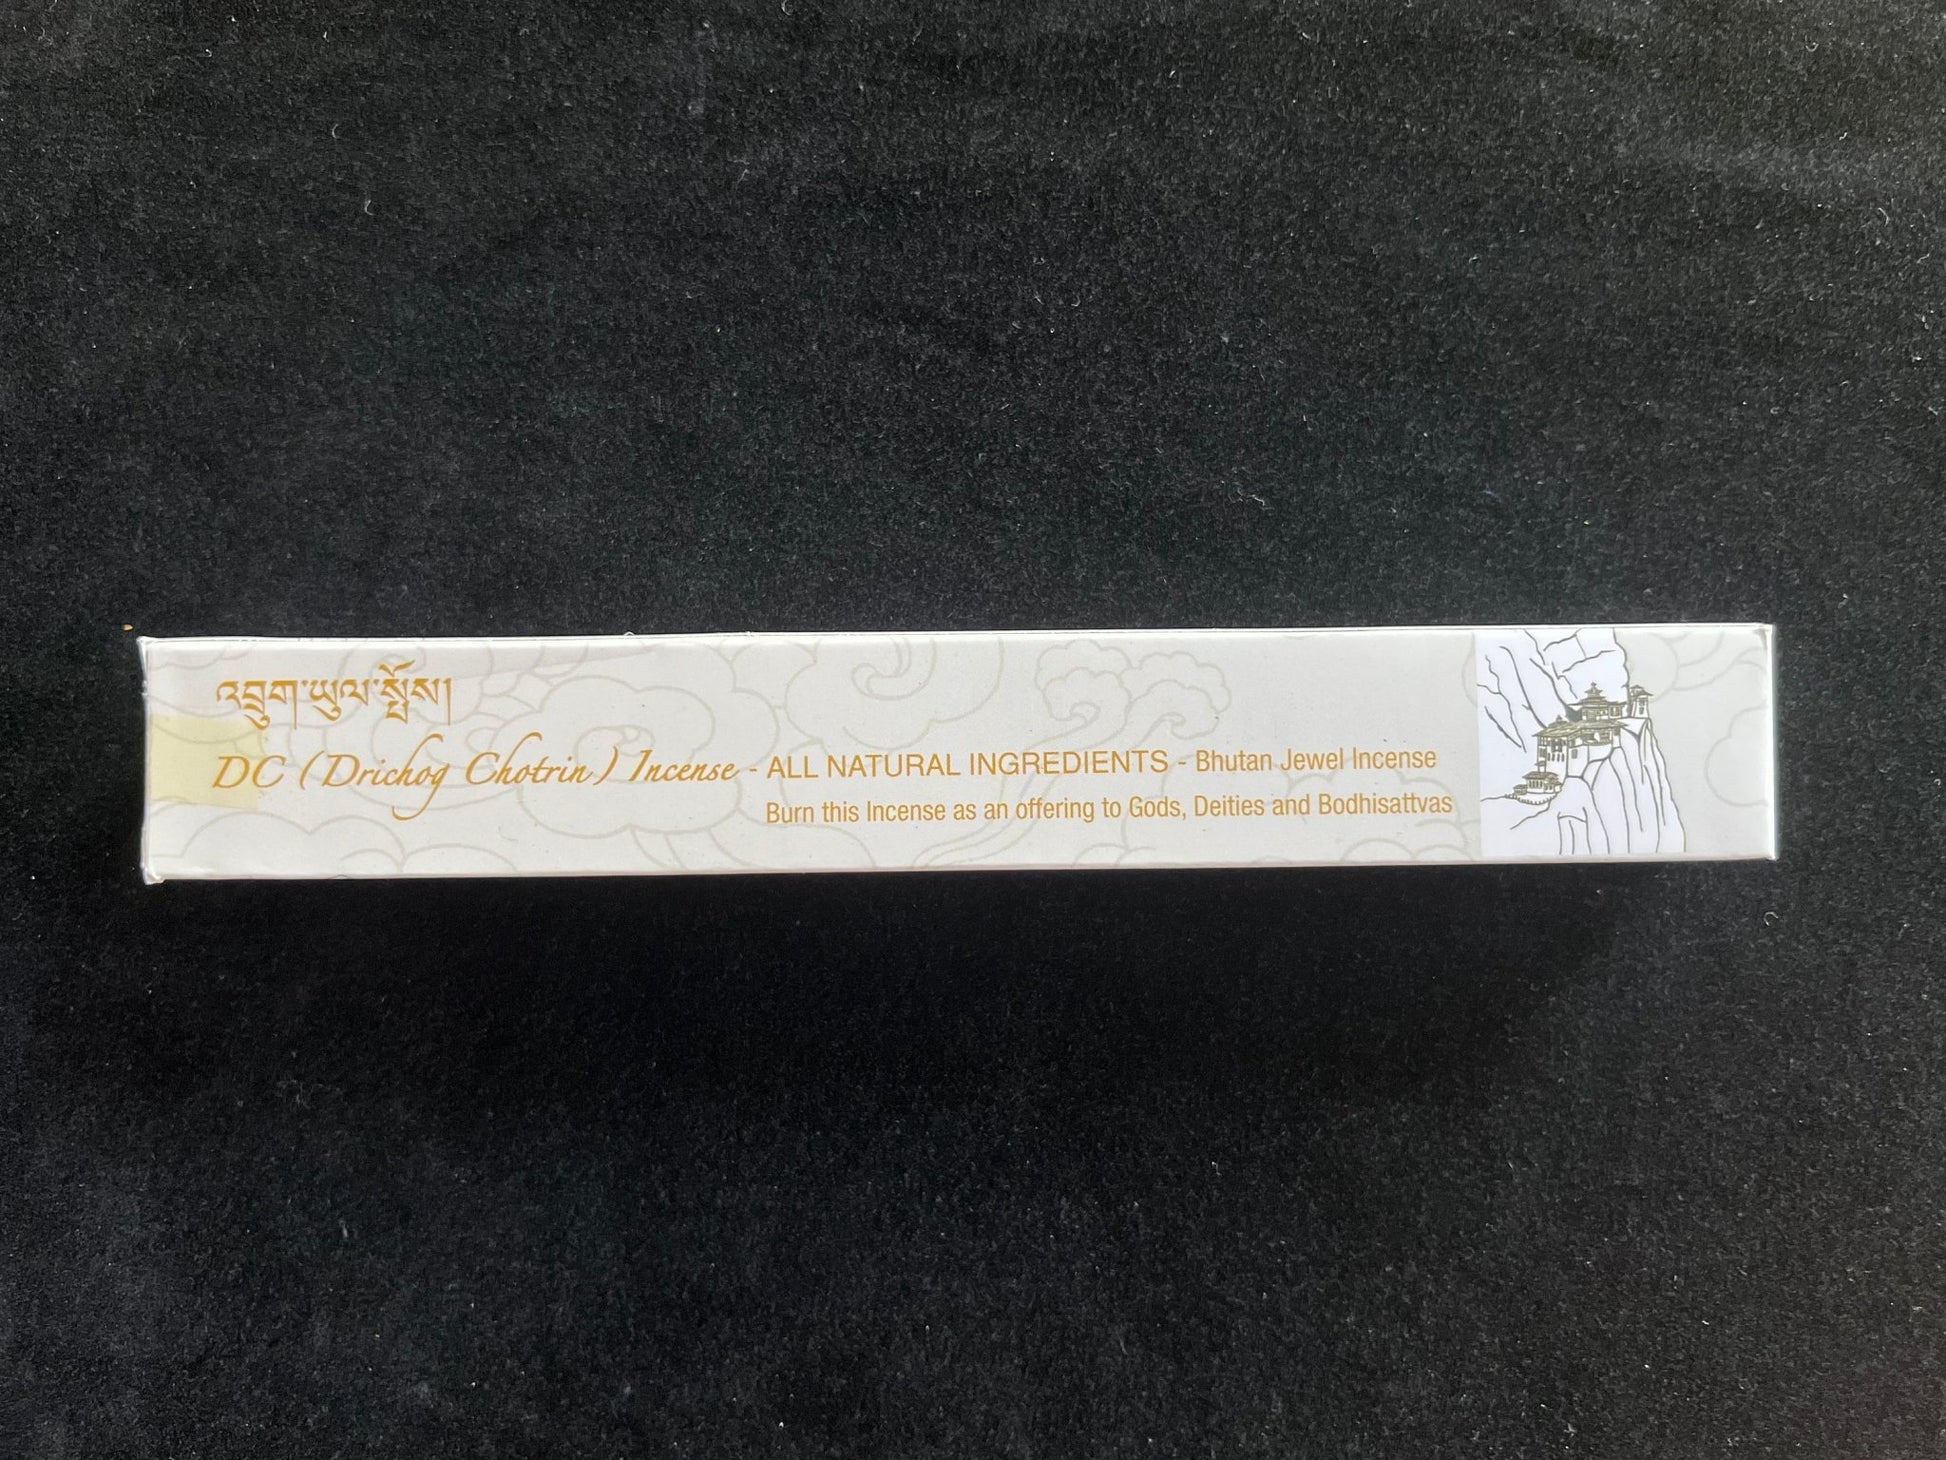 འབྲུག་ཡུལ་སྤོས།
DC (Drichog Chotrin) Incense - ALL NATURAL INGREDIENTS - Bhutan Jewel Incense
Burn this Incense as an offering to Gods, Deities and Bodhisattvas